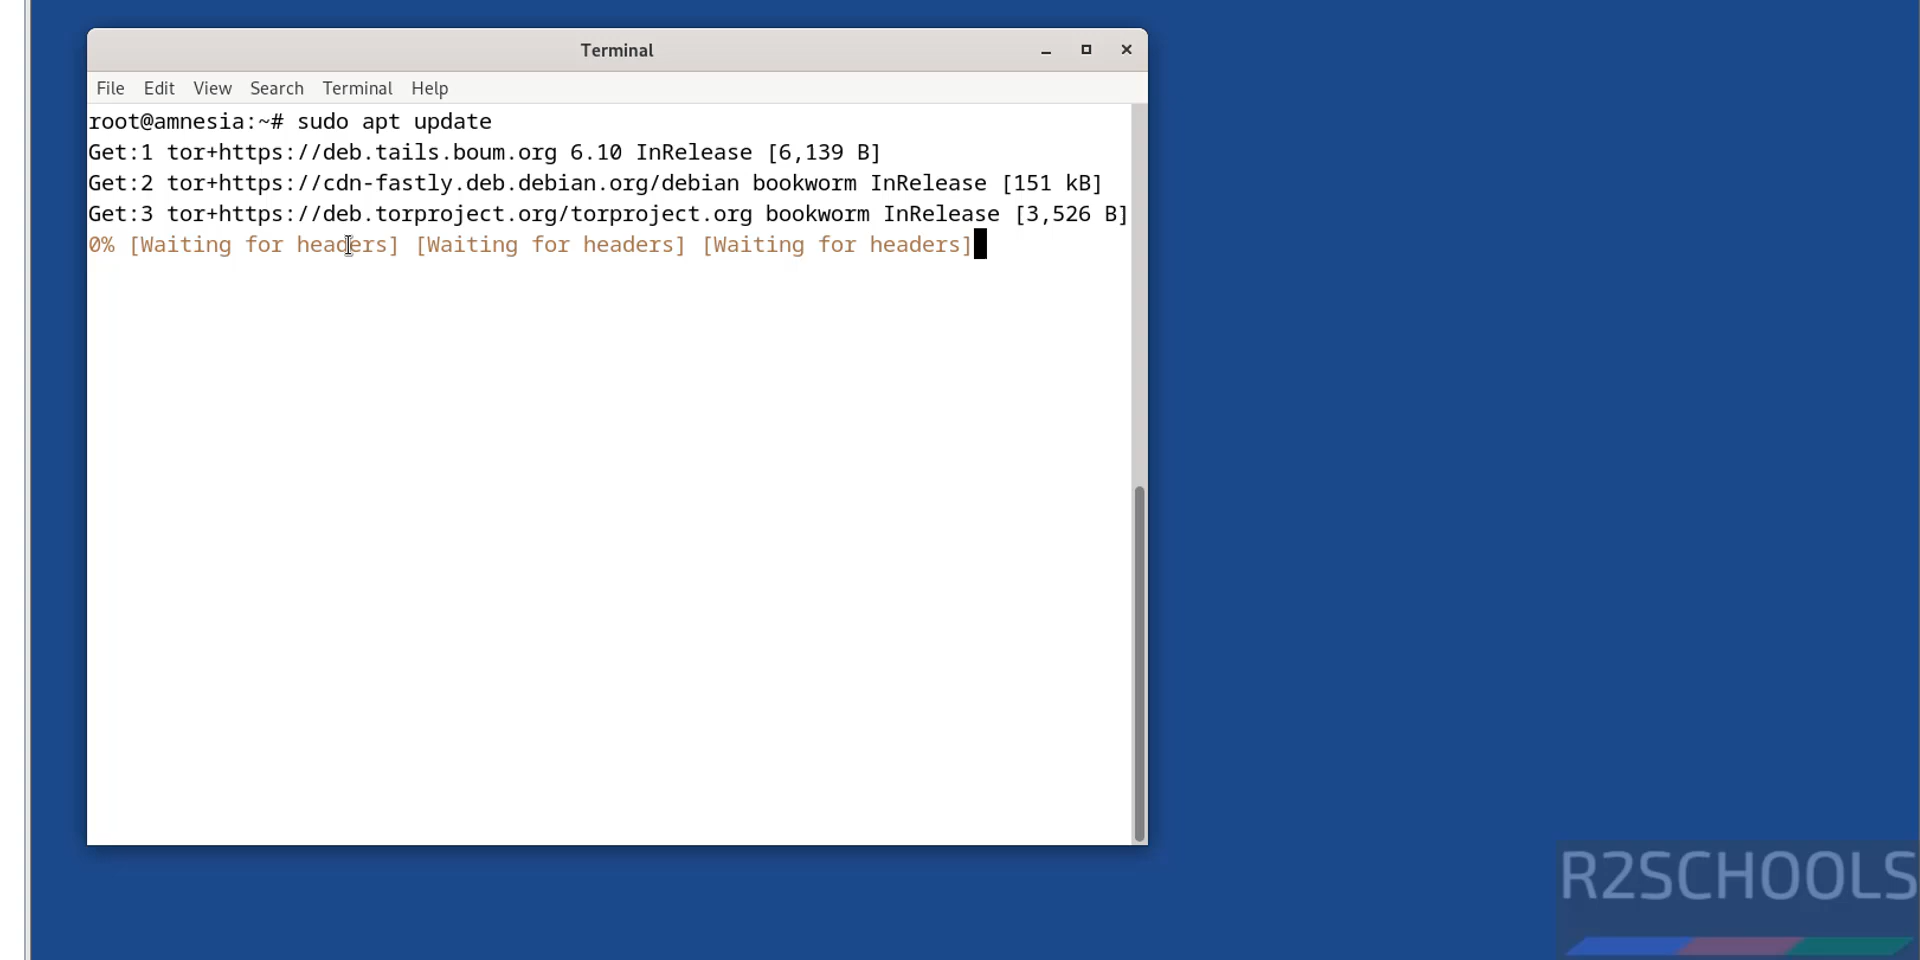 Terminal
File Edit View Search Terminal Help
root@amnesia:~# sudo apt update
Get:1 tor+https://deb.tails.boum.org 6.10 InRelease [6,139 B]
Get:2 tor+https://cdn-fastly.deb.debian.org/debian bookworm InRelease [151 kB]
Get:3 tor+https://deb.torproject.org/torproject.org bookworm InRelease [3,526 B]
0% [Waiting for headers] [Waiting for headers] [Waiting for headers]
R2SCHOOLS